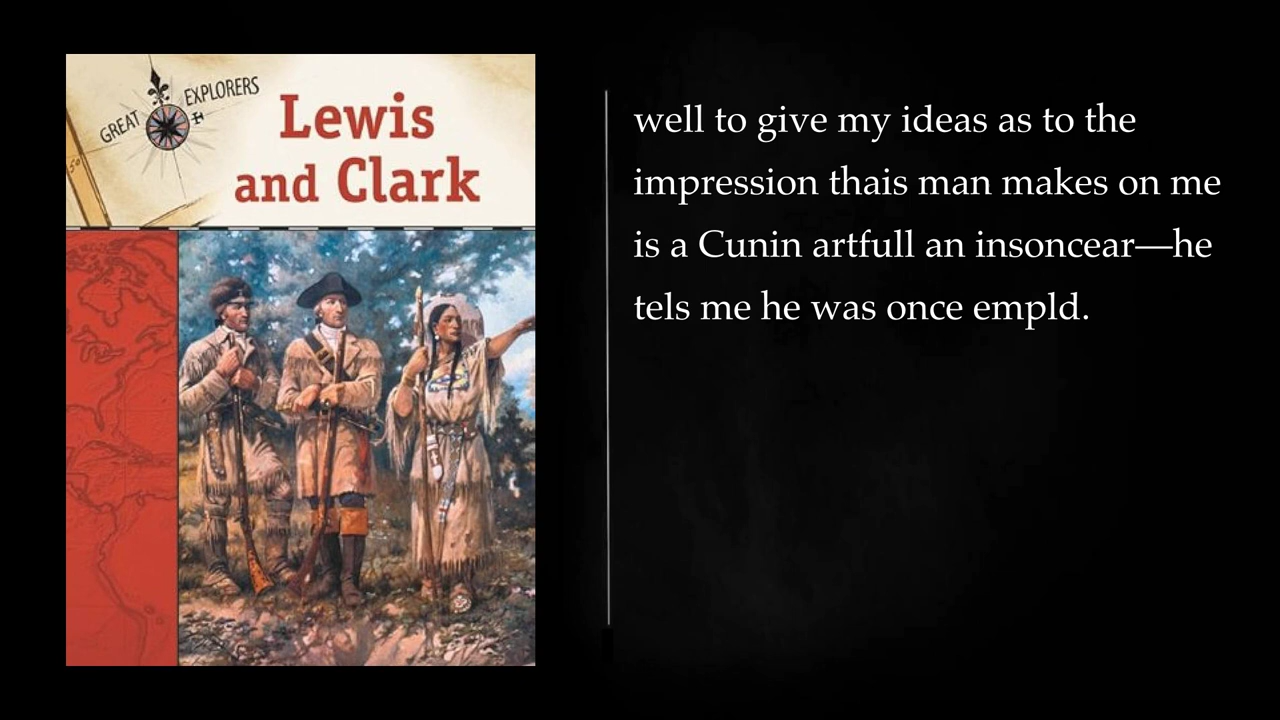 GREAT EXPLORERS
Lewis
and Clark
50
well to give my ideas as to the
impression thais man makes on me
is a Cunin artfull an insoncear—he
tels me he was once empld.